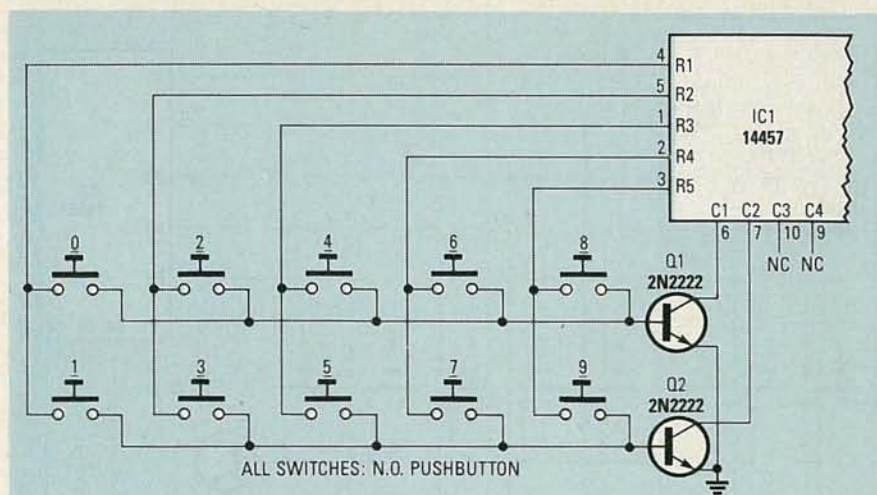 4 R1
5 R2
1 R3
2 R4
3 R5
IC1
14457
C1 C2 C3 C4
6 7 10 9
NC NC
0 2 4 6 8
Q1
2N2222
1 3 5 7 9
Q2
2N2222
ALL SWITCHES: N.O. PUSHBUTTON